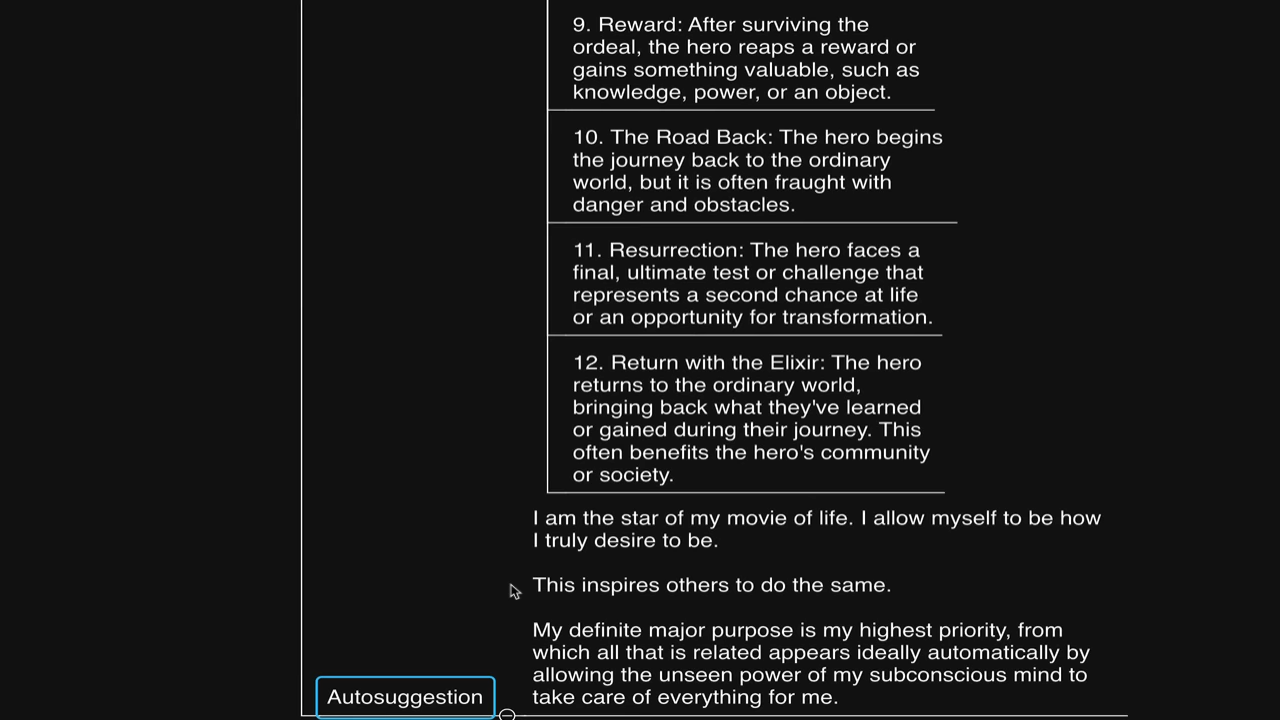 9. Reward: After surviving the
ordeal, the hero reaps a reward or
gains something valuable, such as
knowledge, power, or an object.
10. The Road Back: The hero begins
the journey back to the ordinary
world, but it is often fraught with
danger and obstacles.
11. Resurrection: The hero faces a
final, ultimate test or challenge that
represents a second chance at life
or an opportunity for transformation.
12. Return with the Elixir: The hero
returns to the ordinary world,
bringing back what they've learned
or gained during their journey. This
often benefits the hero's community
or society.
I am the star of my movie of life. I allow myself to be how
I truly desire to be.
This inspires others to do the same.
My definite major purpose is my highest priority, from
which all that is related appears ideally automatically by
allowing the unseen power of my subconscious mind to
take care of everything for me.
Autosuggestion